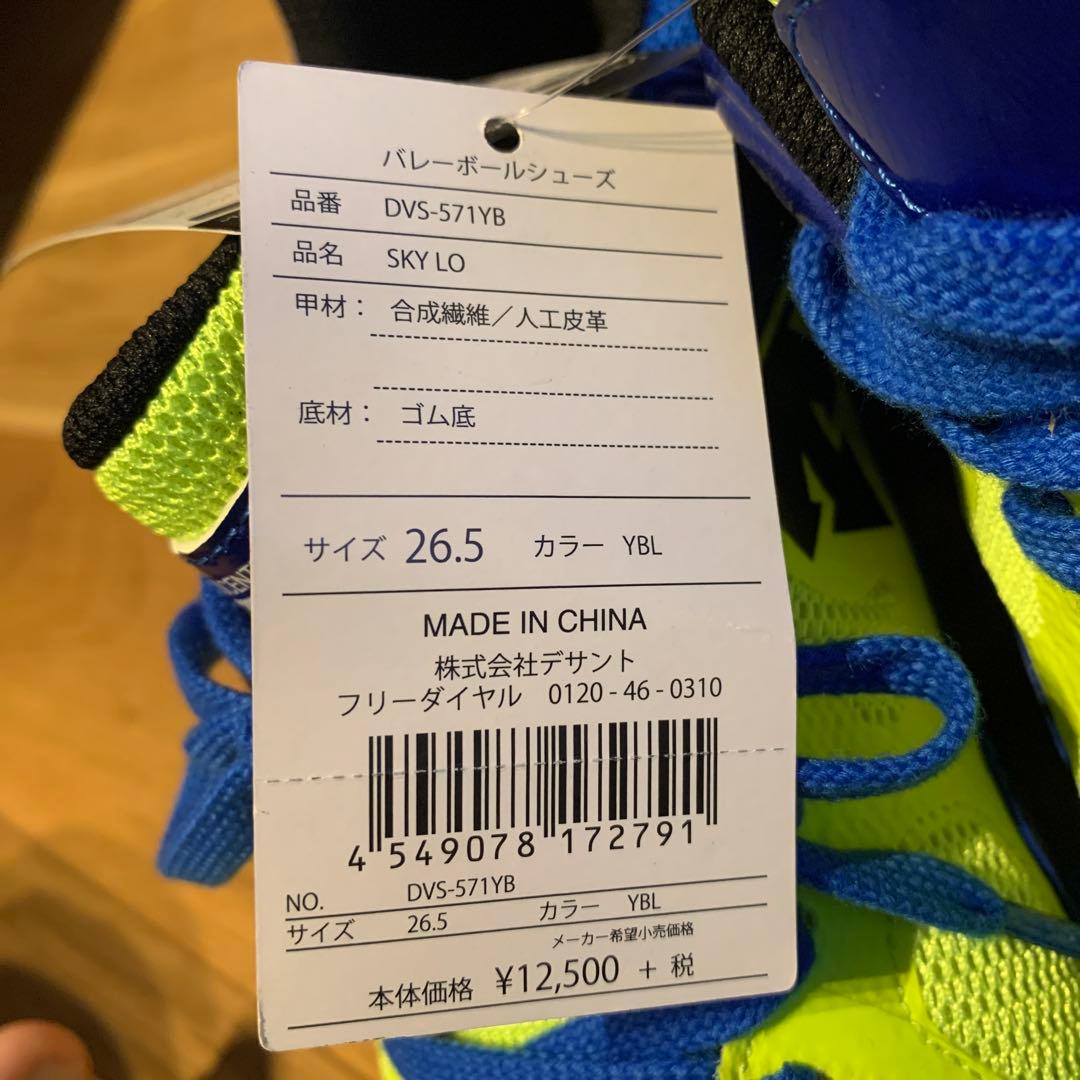 バレーボールシューズ
品番 DVS-571YB
品名 SKY LO
甲材： 合成繊維／人工皮革
底材： ゴム底
サイズ 26.5 カラー YBL
MADE IN CHINA
株式会社デサント
フリーダイヤル 0120 - 46 - 0310
4 549078 172791
NO. DVS-571YB
サイズ 26.5 カラー YBL
メーカー希望小売価格
本体価格 ¥12,500 + 税